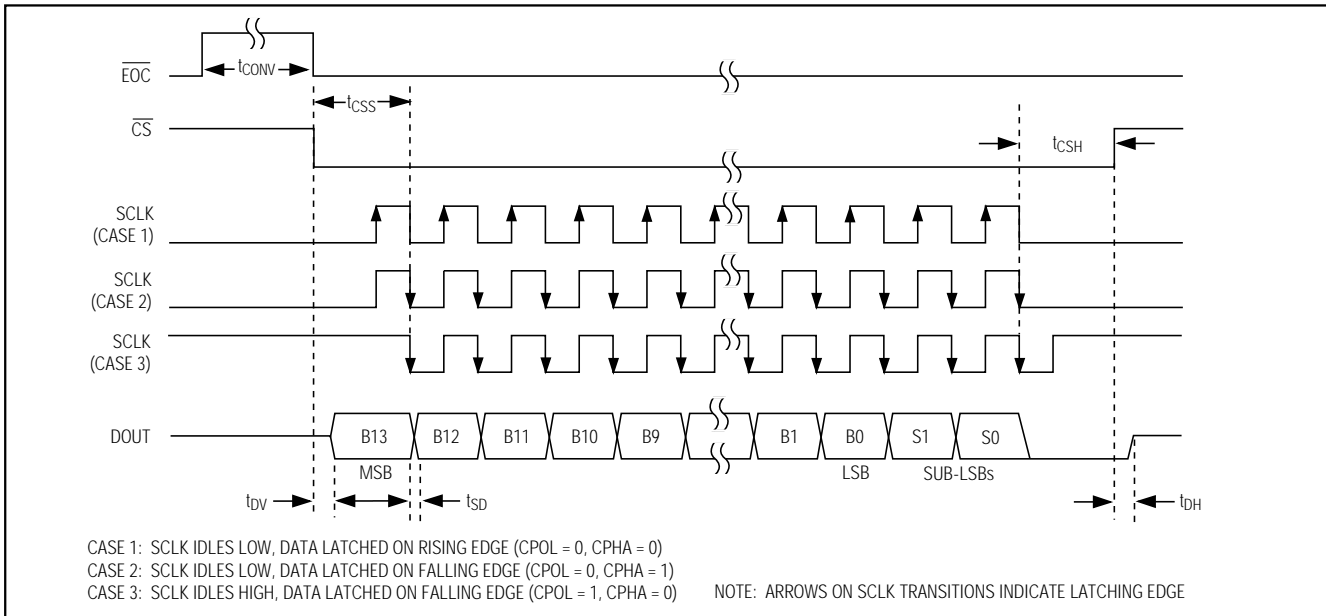 tCONV
EOC
tCSS
CS
tCSH
SCLK
(CASE 1)
SCLK
(CASE 2)
SCLK
(CASE 3)
DOUT
B13
B12
B11
B10
B9
B1
B0
S1
S0
MSB
LSB
SUB-LSBs
tDV
tSD
tDH
CASE 1: SCLK IDLES LOW, DATA LATCHED ON RISING EDGE (CPOL = 0, CPHA = 0)
CASE 2: SCLK IDLES LOW, DATA LATCHED ON FALLING EDGE (CPOL = 0, CPHA = 1)
CASE 3: SCLK IDLES HIGH, DATA LATCHED ON FALLING EDGE (CPOL = 1, CPHA = 0)
NOTE: ARROWS ON SCLK TRANSITIONS INDICATE LATCHING EDGE